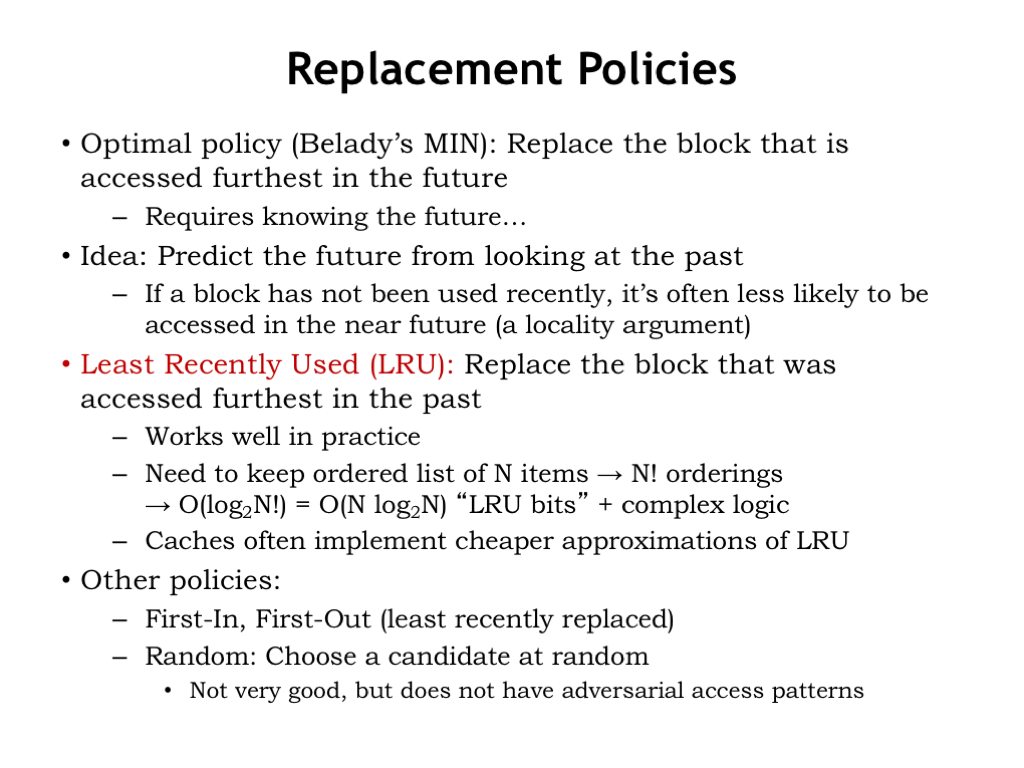 Replacement Policies
• Optimal policy (Belady’s MIN): Replace the block that is
accessed furthest in the future
– Requires knowing the future…
• Idea: Predict the future from looking at the past
– If a block has not been used recently, it’s often less likely to be
accessed in the near future (a locality argument)
• Least Recently Used (LRU): Replace the block that was
accessed furthest in the past
– Works well in practice
– Need to keep ordered list of N items → N! orderings
→ O(log₂N!) = O(N log₂N) “LRU bits” + complex logic
– Caches often implement cheaper approximations of LRU
• Other policies:
– First-In, First-Out (least recently replaced)
– Random: Choose a candidate at random
• Not very good, but does not have adversarial access patterns